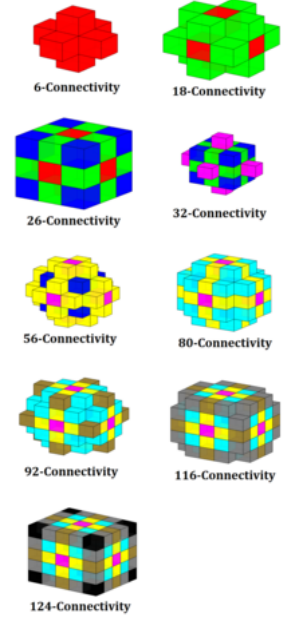 6-Connectivity
18-Connectivity
26-Connectivity
32-Connectivity
56-Connectivity
80-Connectivity
92-Connectivity
116-Connectivity
124-Connectivity